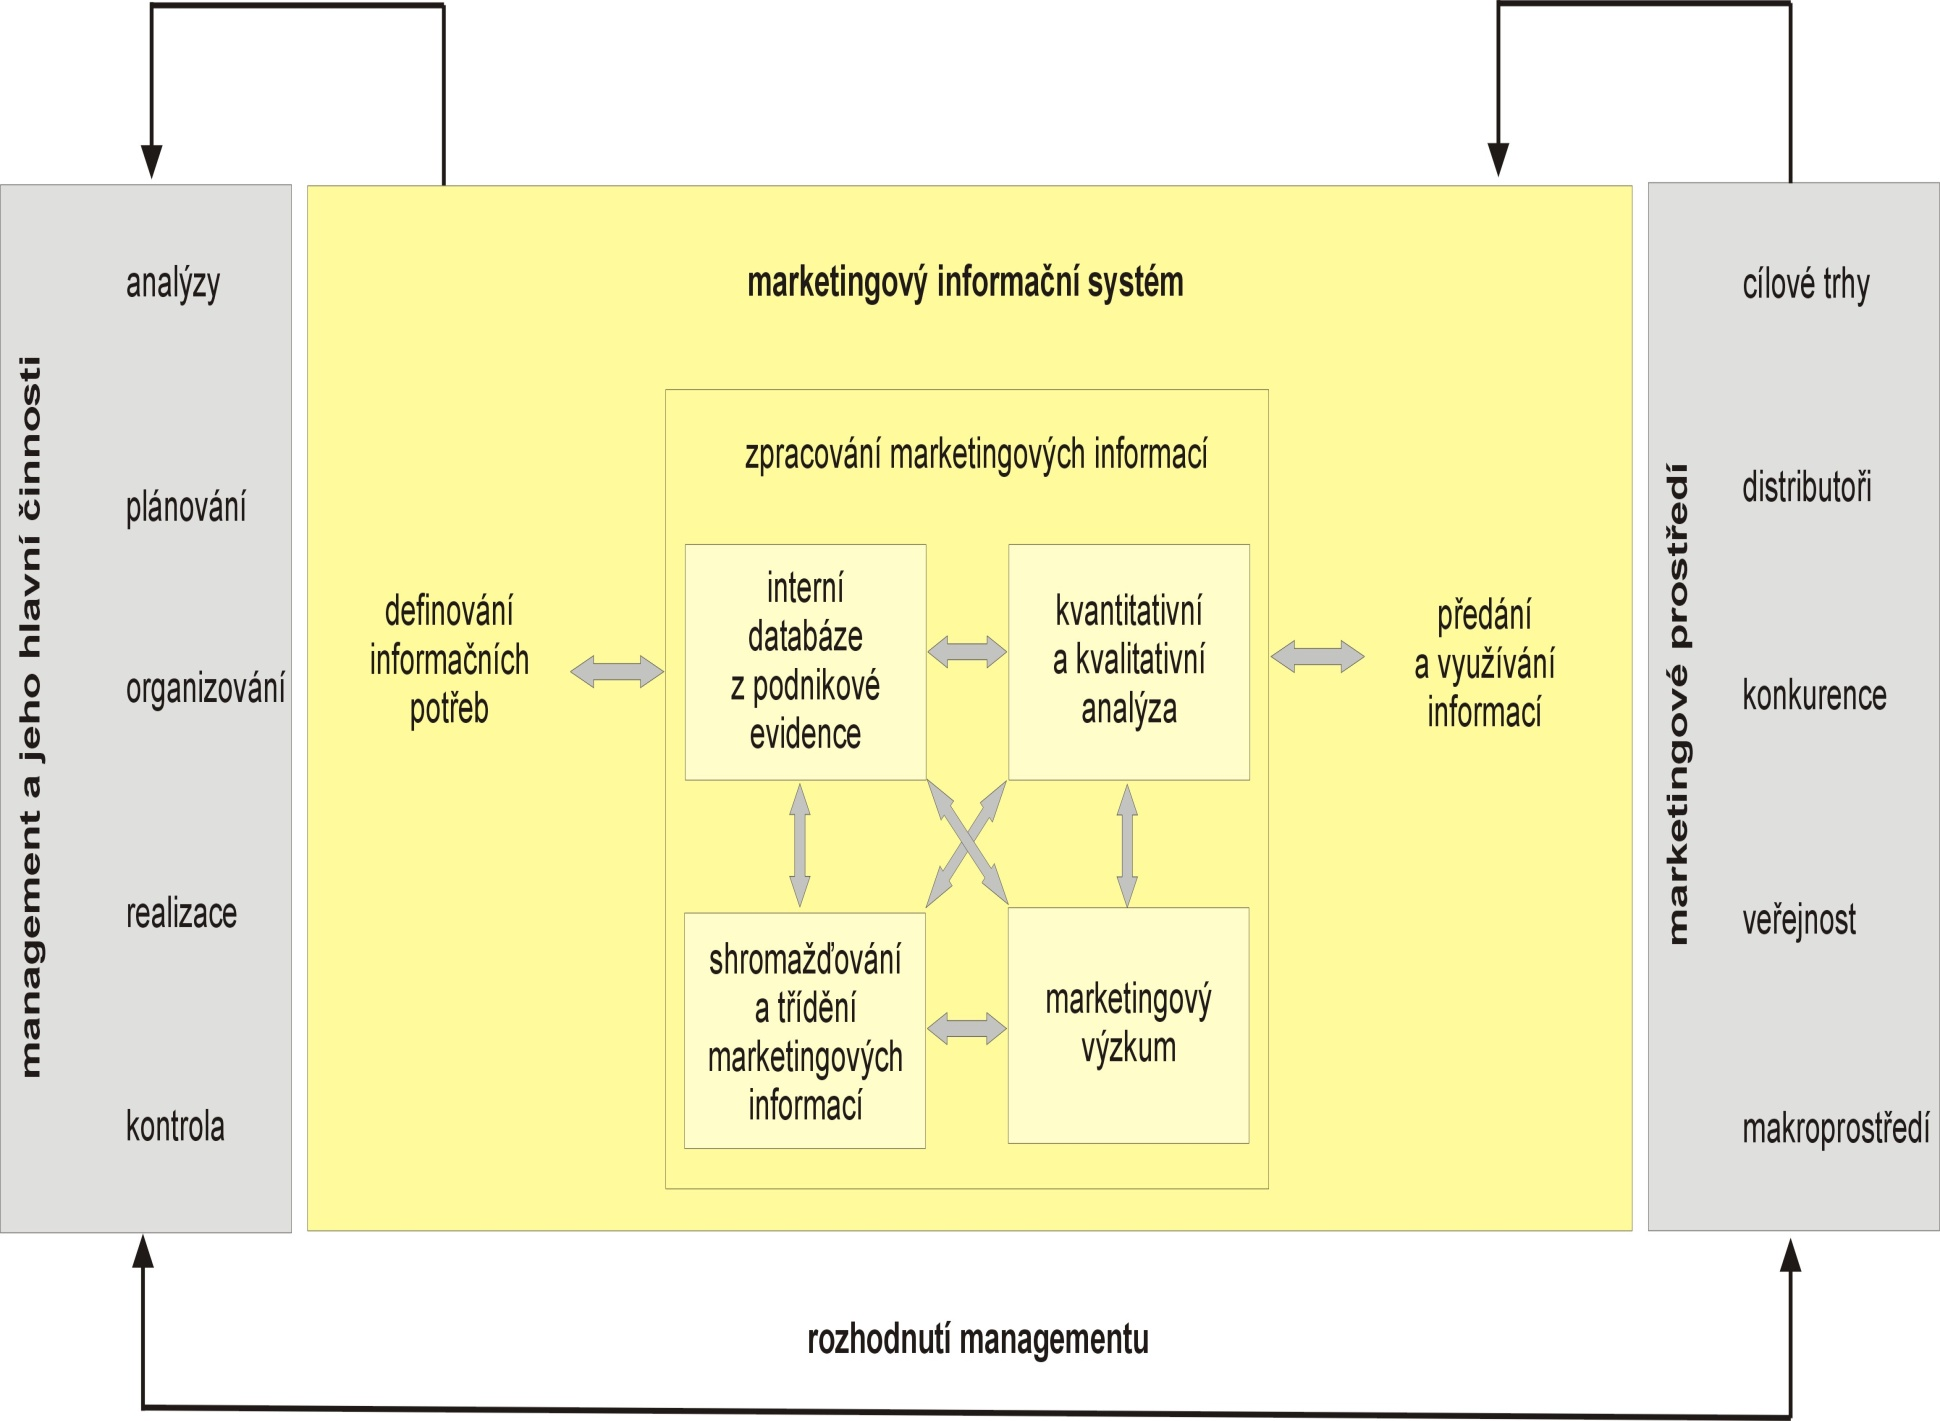 management a jeho hlavní činnosti
analýzy
plánování
organizování
realizace
kontrola
marketingový informační systém
definování
informačních
potřeb
zpracování marketingových informací
interní
databáze
z podnikové
evidence
kvantitativní
a kvalitativní
analýza
shromažďování
a třídění
marketingových
informací
marketingový
výzkum
předání
a využívání
informací
marketingové prostředí
cílové trhy
distributoři
konkurence
veřejnost
makroprostředí
rozhodnutí managementu